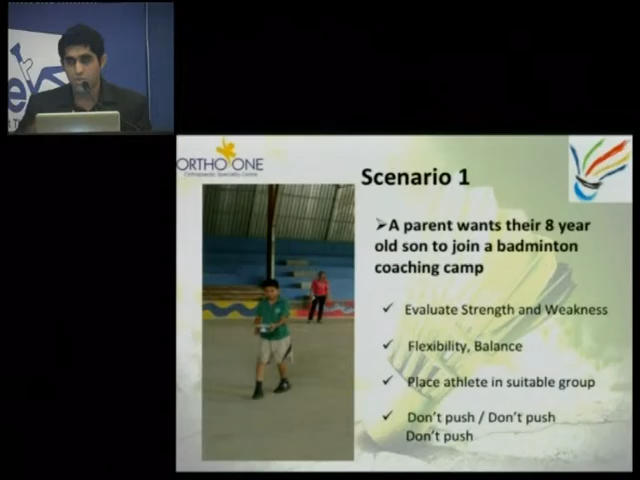 ORTHO ONE
Orthopaedic Speciality Centre
Scenario 1
➢A parent wants their 8 year
old son to join a badminton
coaching camp
✓ Evaluate Strength and Weakness
✓ Flexibility, Balance
✓ Place athlete in suitable group
✓ Don't push / Don't push
Don't push